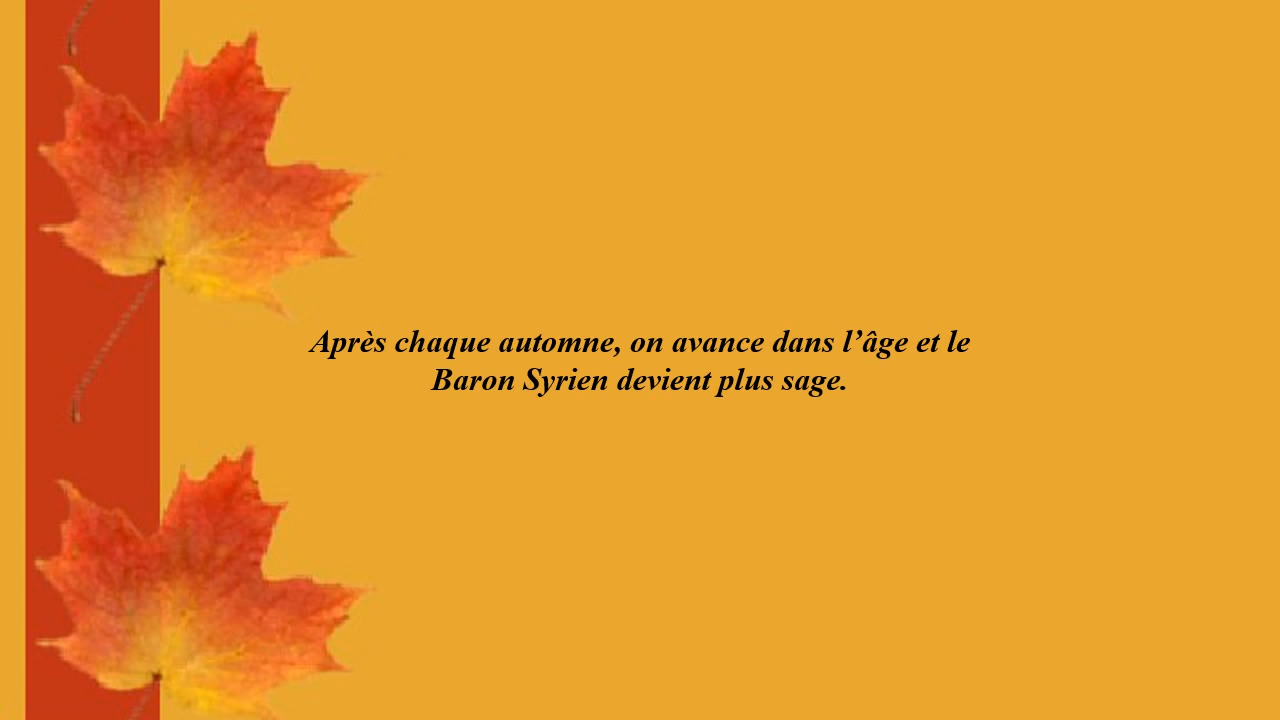 Après chaque automne, on avance dans l’âge et le
Baron Syrien devient plus sage.